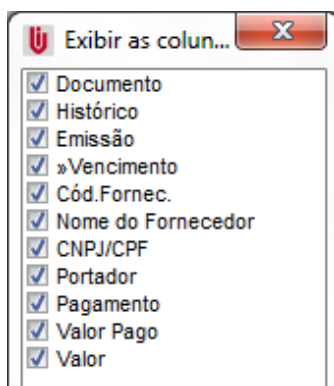 Exibir as colun...
Documento
Histórico
Emissão
»Vencimento
Cód.Fornec.
Nome do Fornecedor
CNPJ/CPF
Portador
Pagamento
Valor Pago
Valor